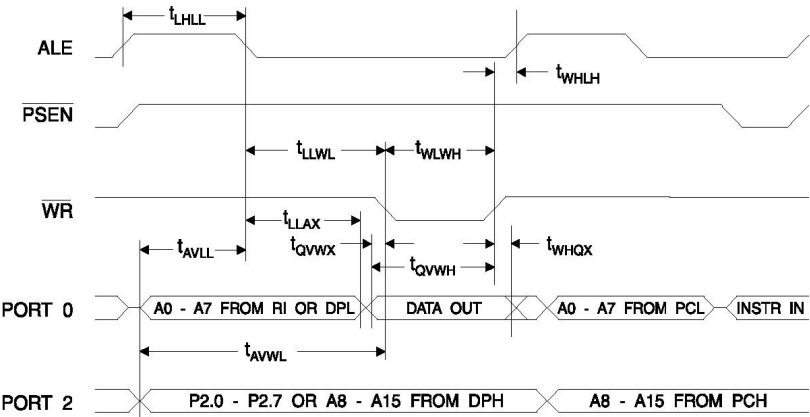 tLHLL
ALE
tWHLH
PSEN
tLLWL
tWLWH
WR
tLLAX
tAVLL
tQVWX
tWHQX
tQVWH
PORT 0
A0 - A7 FROM RI OR DPL
DATA OUT
A0 - A7 FROM PCL
INSTR IN
tAVWL
PORT 2
P2.0 - P2.7 OR A8 - A15 FROM DPH
A8 - A15 FROM PCH